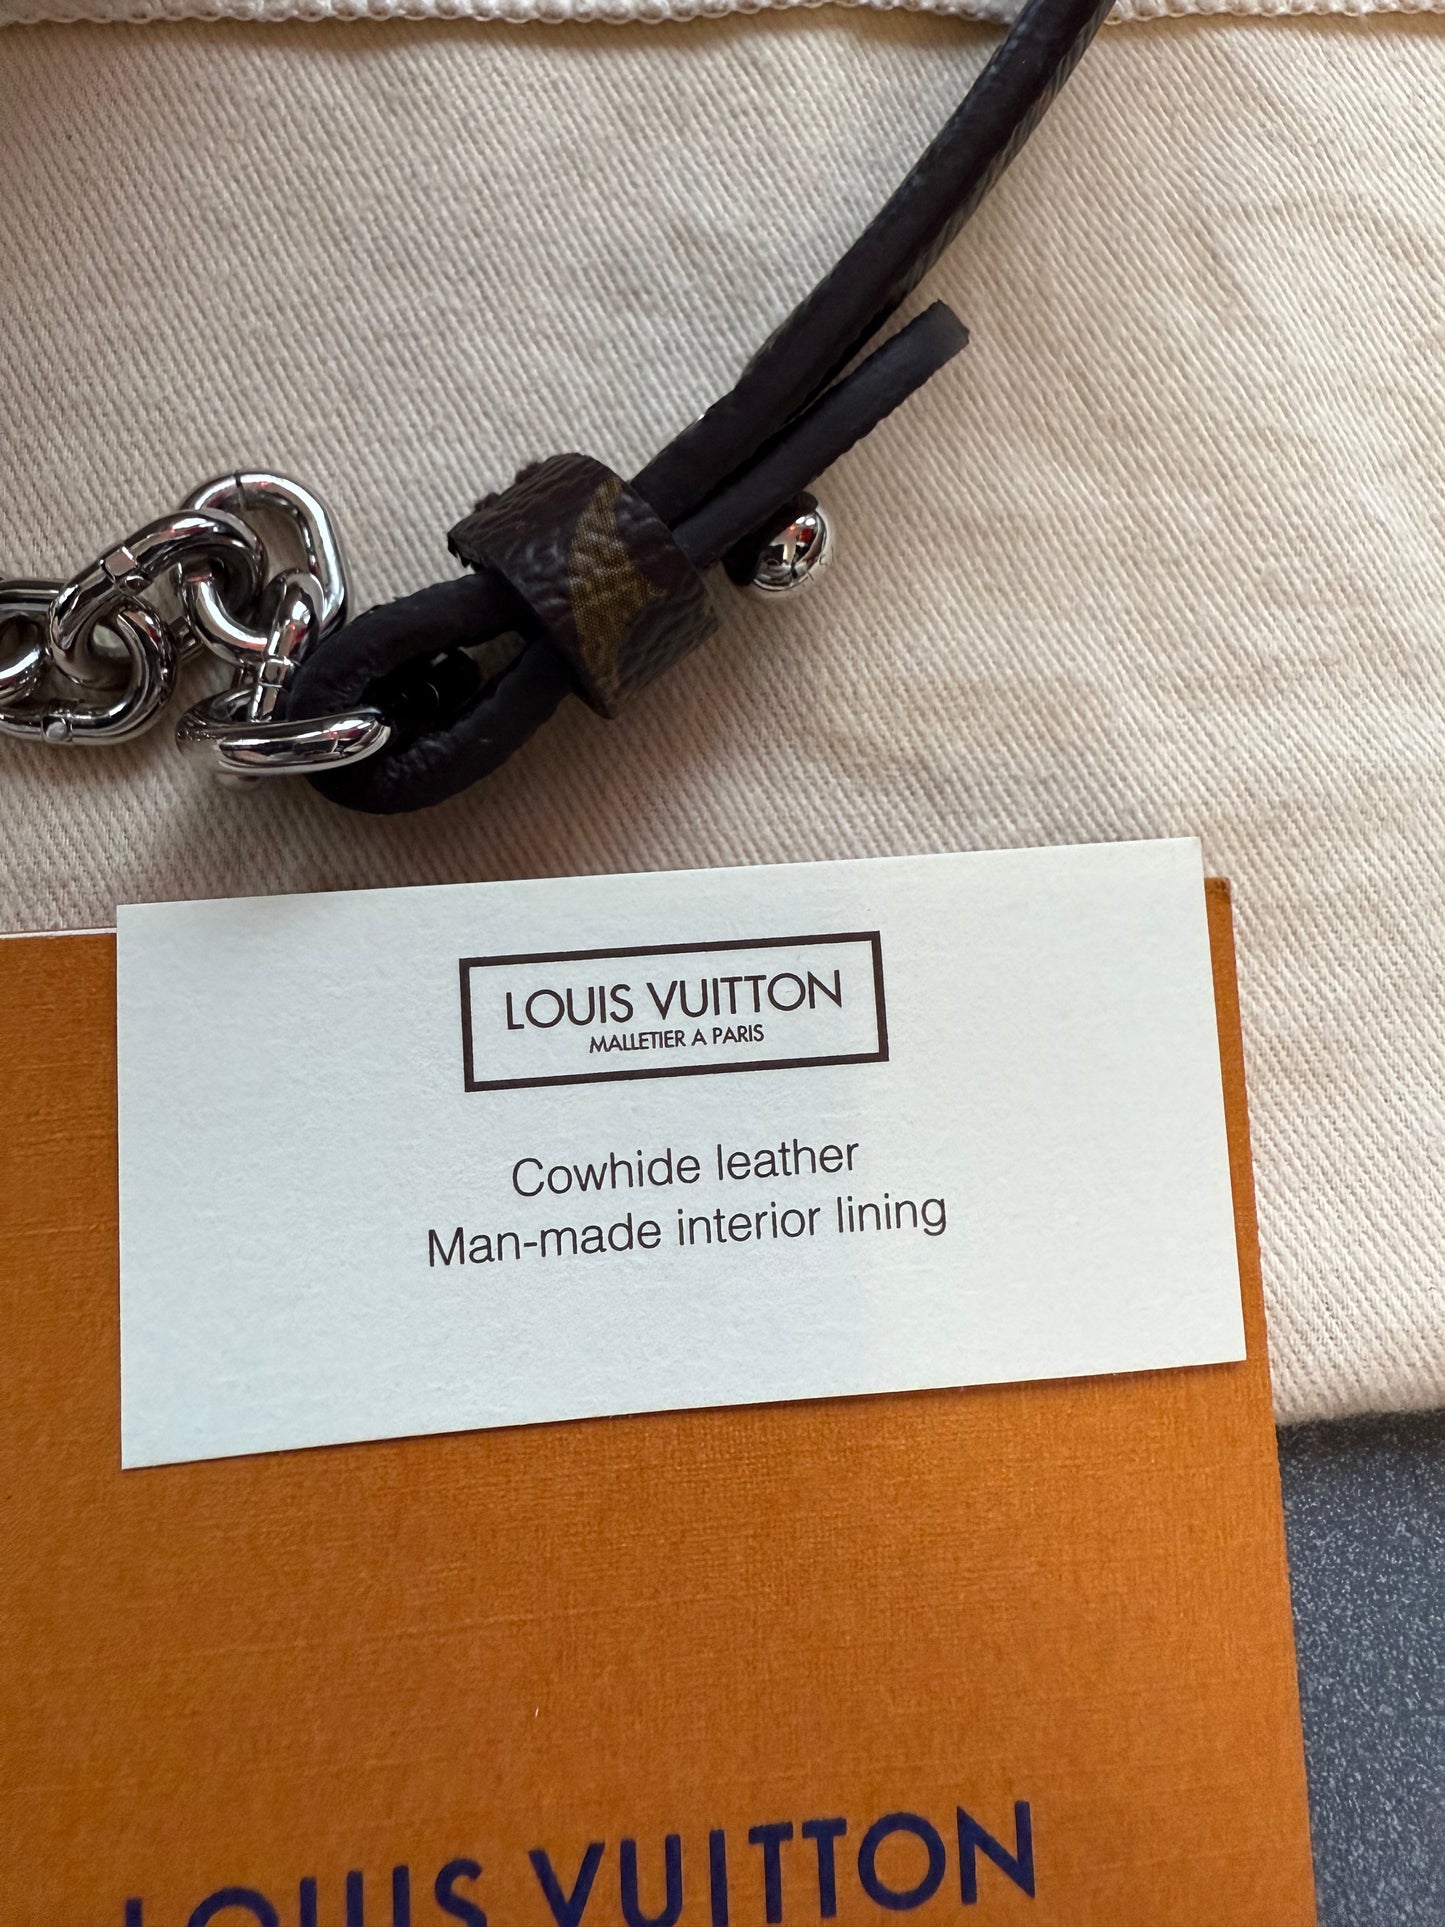 LOUIS VUITTON
MALLETIER A PARIS
Cowhide leather
Man-made interior lining
LOUIS VUITTON